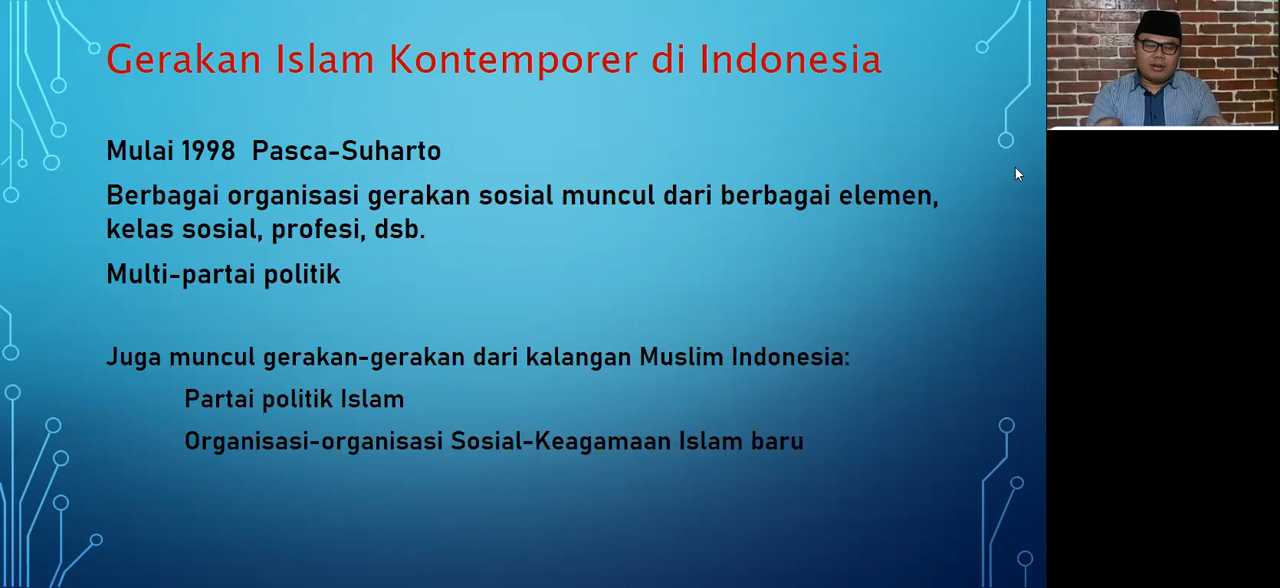 Gerakan Islam Kontemporer di Indonesia
Mulai 1998  Pasca-Suharto
Berbagai organisasi gerakan sosial muncul dari berbagai elemen,
kelas sosial, profesi, dsb.
Multi-partai politik
Juga muncul gerakan-gerakan dari kalangan Muslim Indonesia:
Partai politik Islam
Organisasi-organisasi Sosial-Keagamaan Islam baru